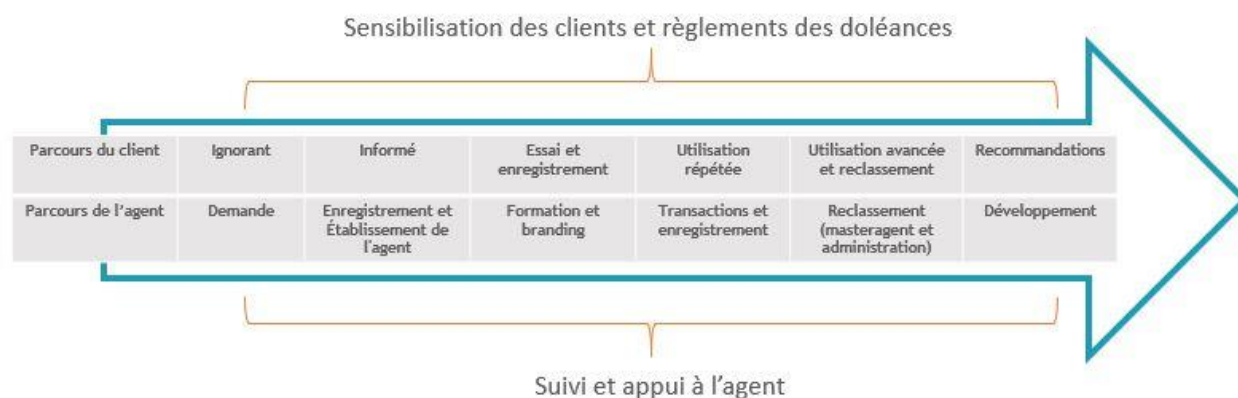 Sensibilisation des clients et règlements des doléances
Parcours du client
Ignorant
Informé
Essai et
enregistrement
Utilisation
répétée
Utilisation avancée
et reclassement
Recommandations
Parcours de l'agent
Demande
Enregistrement et
Établissement de
l'agent
Formation et
branding
Transactions et
enregistrement
Reclassement
(masteragent et
administration)
Développement
Suivi et appui à l'agent